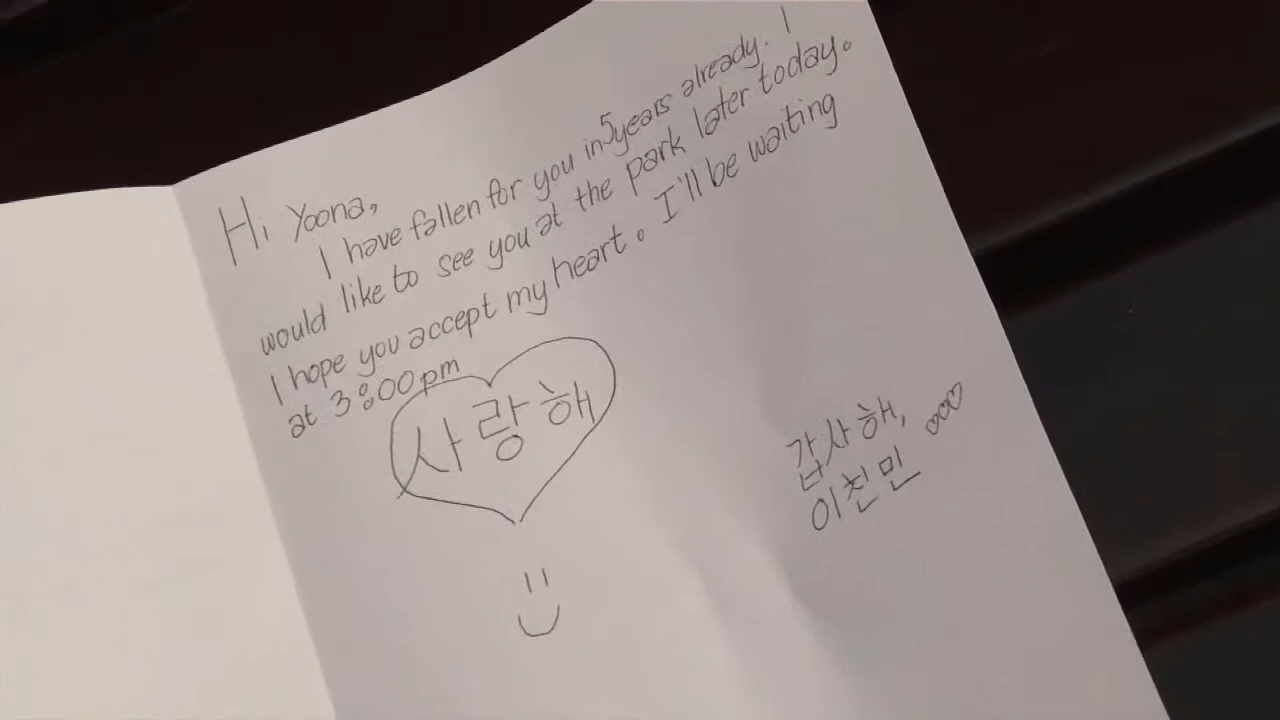 Hi Yoona,
I have fallen for you in 5 years already. I
would like to see you at the park later today.
I hope you accept my heart. I'll be waiting
at 3:00pm
사랑해
갑사해,
이친민